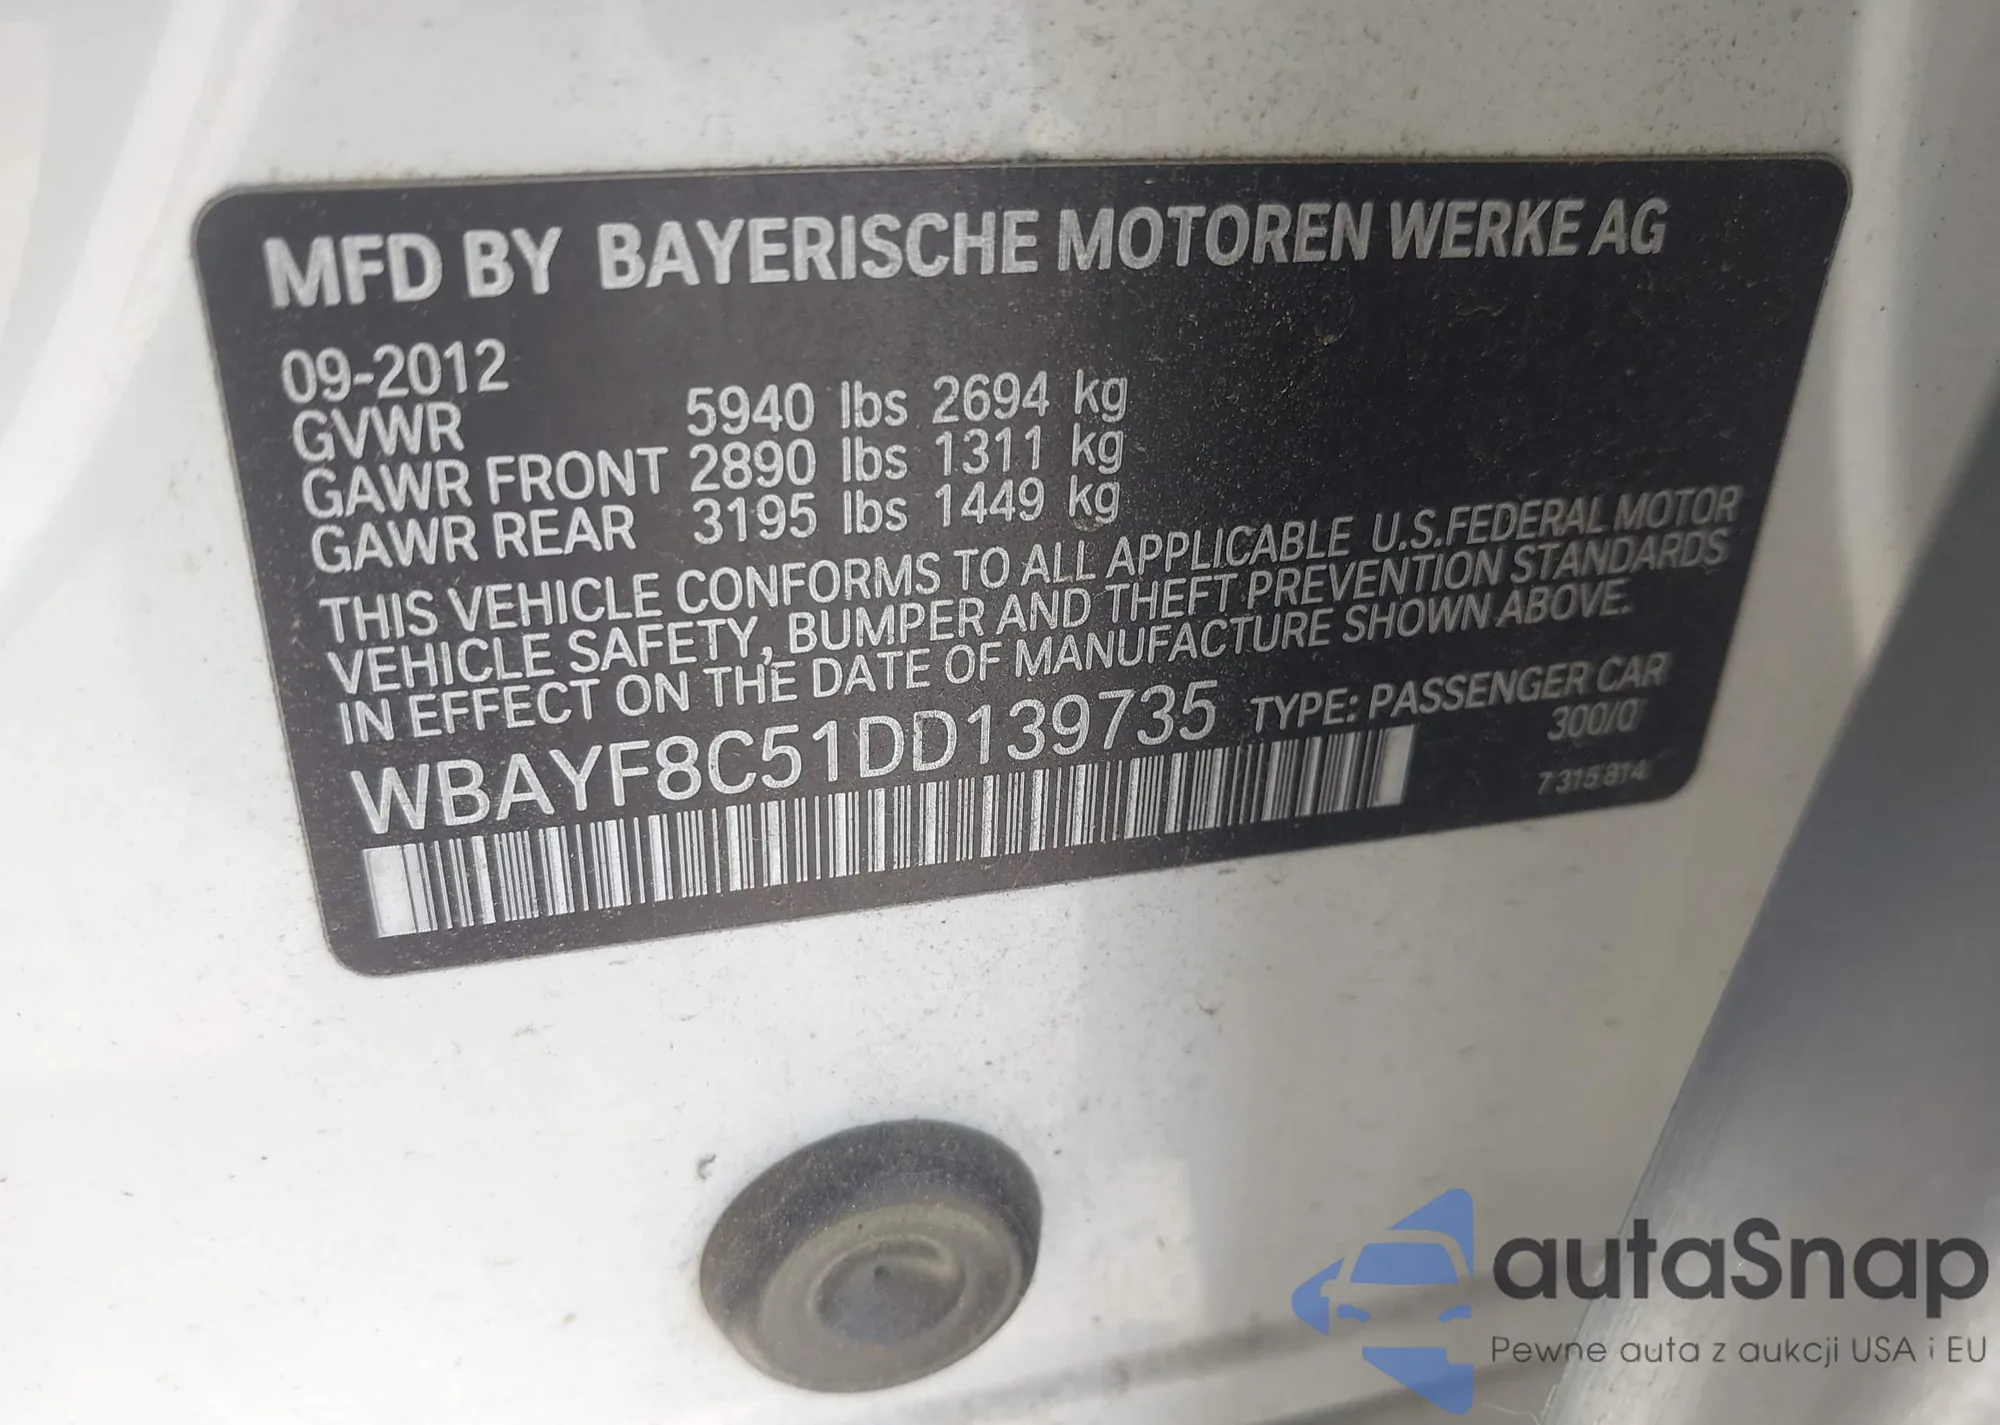 MFD BY BAYERISCHE MOTOREN WERKE AG
09-2012
GVWR 5940 lbs 2694 kg
GAWR FRONT 2890 lbs 1311 kg
GAWR REAR 3195 lbs 1449 kg
THIS VEHICLE CONFORMS TO ALL APPLICABLE U.S.FEDERAL MOTOR
VEHICLE SAFETY, BUMPER AND THEFT PREVENTION STANDARDS
IN EFFECT ON THE DATE OF MANUFACTURE SHOWN ABOVE.
WBAYF8C51DD139735 TYPE: PASSENGER CAR
300/0
7 315 814
autaSnap
Pewne auta z aukcji USA i EU